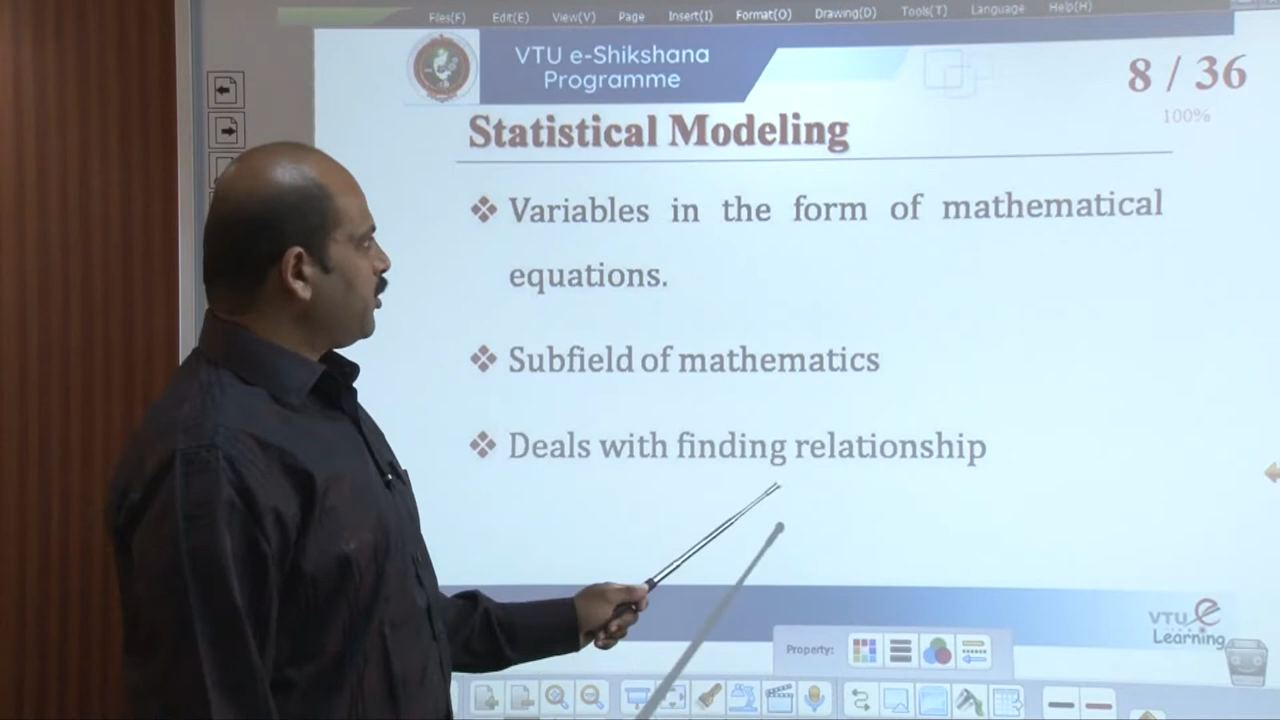 Files(F) Edit(E) View(V) Page Insert(I) Format(O) Drawing(D) Tools(T) Language Help(H)
VTU e-Shikshana
Programme
8 / 36
100%
Statistical Modeling
❖ Variables in the form of mathematical
equations.
❖ Subfield of mathematics
❖ Deals with finding relationship
VTU e
Learning
Property: